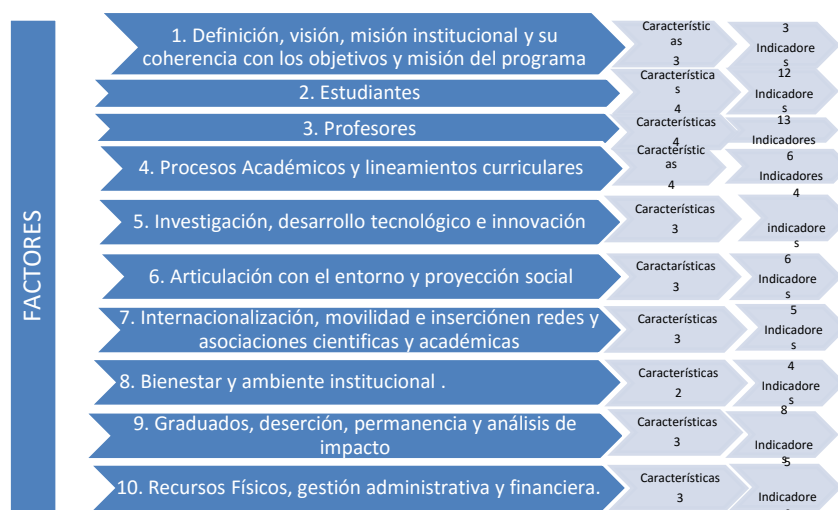 FACTORES
1. Definición, visión, misión institucional y su
coherencia con los objetivos y misión del programa
Característic
as
3
3
Indicadore
s
2. Estudiantes
Característica
s
4
12
Indicadore
s
3. Profesores
Características
4
13
Indicadores
4. Procesos Académicos y lineamientos curriculares
Característic
as
4
6
Indicadores
5. Investigación, desarrollo tecnológico e innovación
Características
3
4
indicadore
s
6. Articulación con el entorno y proyección social
Caractarísticas
3
6
Indicadore
s
7. Internacionalización, movilidad e inserciónen redes y
asociaciones cientificas y académicas
Características
3
5
Indicadore
s
8. Bienestar y ambiente institucional .
Características
2
4
Indicadore
s
9. Graduados, deserción, permanencia y análisis de
impacto
Características
3
8
Indicadore
s
10. Recursos Físicos, gestión administrativa y financiera.
Características
3
5
Indicadore